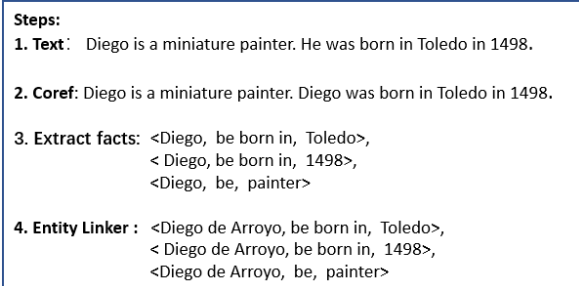 Steps:
1. Text： Diego is a miniature painter. He was born in Toledo in 1498.
2. Coref: Diego is a miniature painter. Diego was born in Toledo in 1498.
3. Extract facts: <Diego, be born in, Toledo>,
< Diego, be born in, 1498>,
<Diego, be, painter>
4. Entity Linker : <Diego de Arroyo, be born in, Toledo>,
< Diego de Arroyo, be born in, 1498>,
<Diego de Arroyo, be, painter>